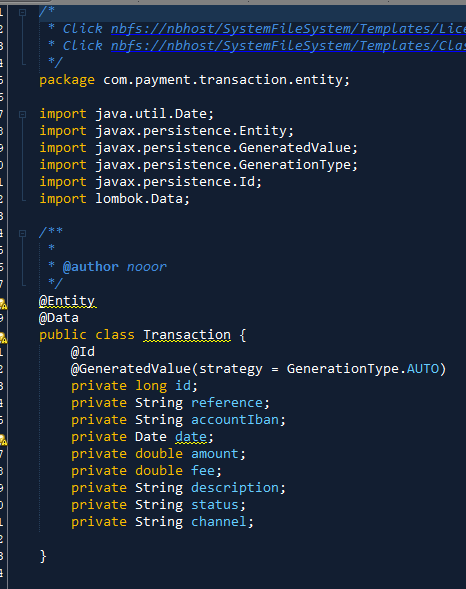 /*
 * Click nbfs://nbhost/SystemFileSystem/Templates/Lice
 * Click nbfs://nbhost/SystemFileSystem/Templates/Clas
 */
package com.payment.transaction.entity;

import java.util.Date;
import javax.persistence.Entity;
import javax.persistence.GeneratedValue;
import javax.persistence.GenerationType;
import javax.persistence.Id;
import lombok.Data;

/**
 *
 * @author nooor
 */
@Entity
@Data
public class Transaction {
    @Id
    @GeneratedValue(strategy = GenerationType.AUTO)
    private long id;
    private String reference;
    private String accountIban;
    private Date date;
    private double amount;
    private double fee;
    private String description;
    private String status;
    private String channel;

}